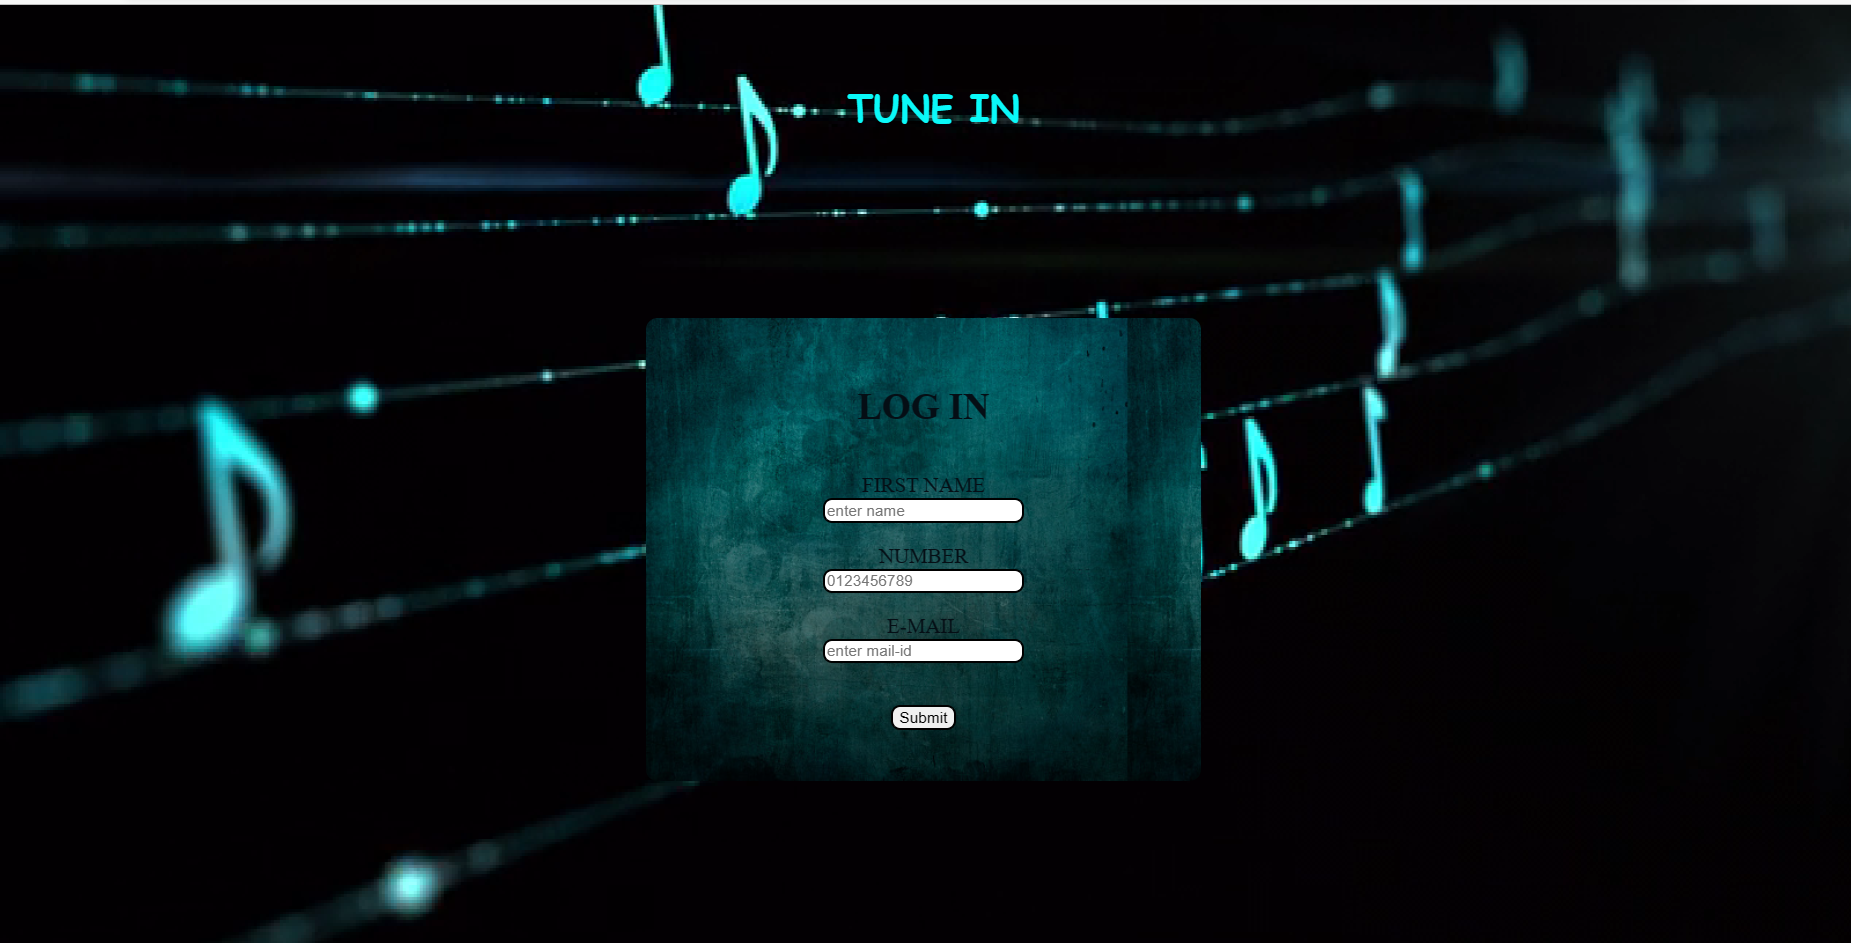 TUNE IN
LOG IN
FIRST NAME
enter name
NUMBER
0123456789
E-MAIL
enter mail-id
Submit